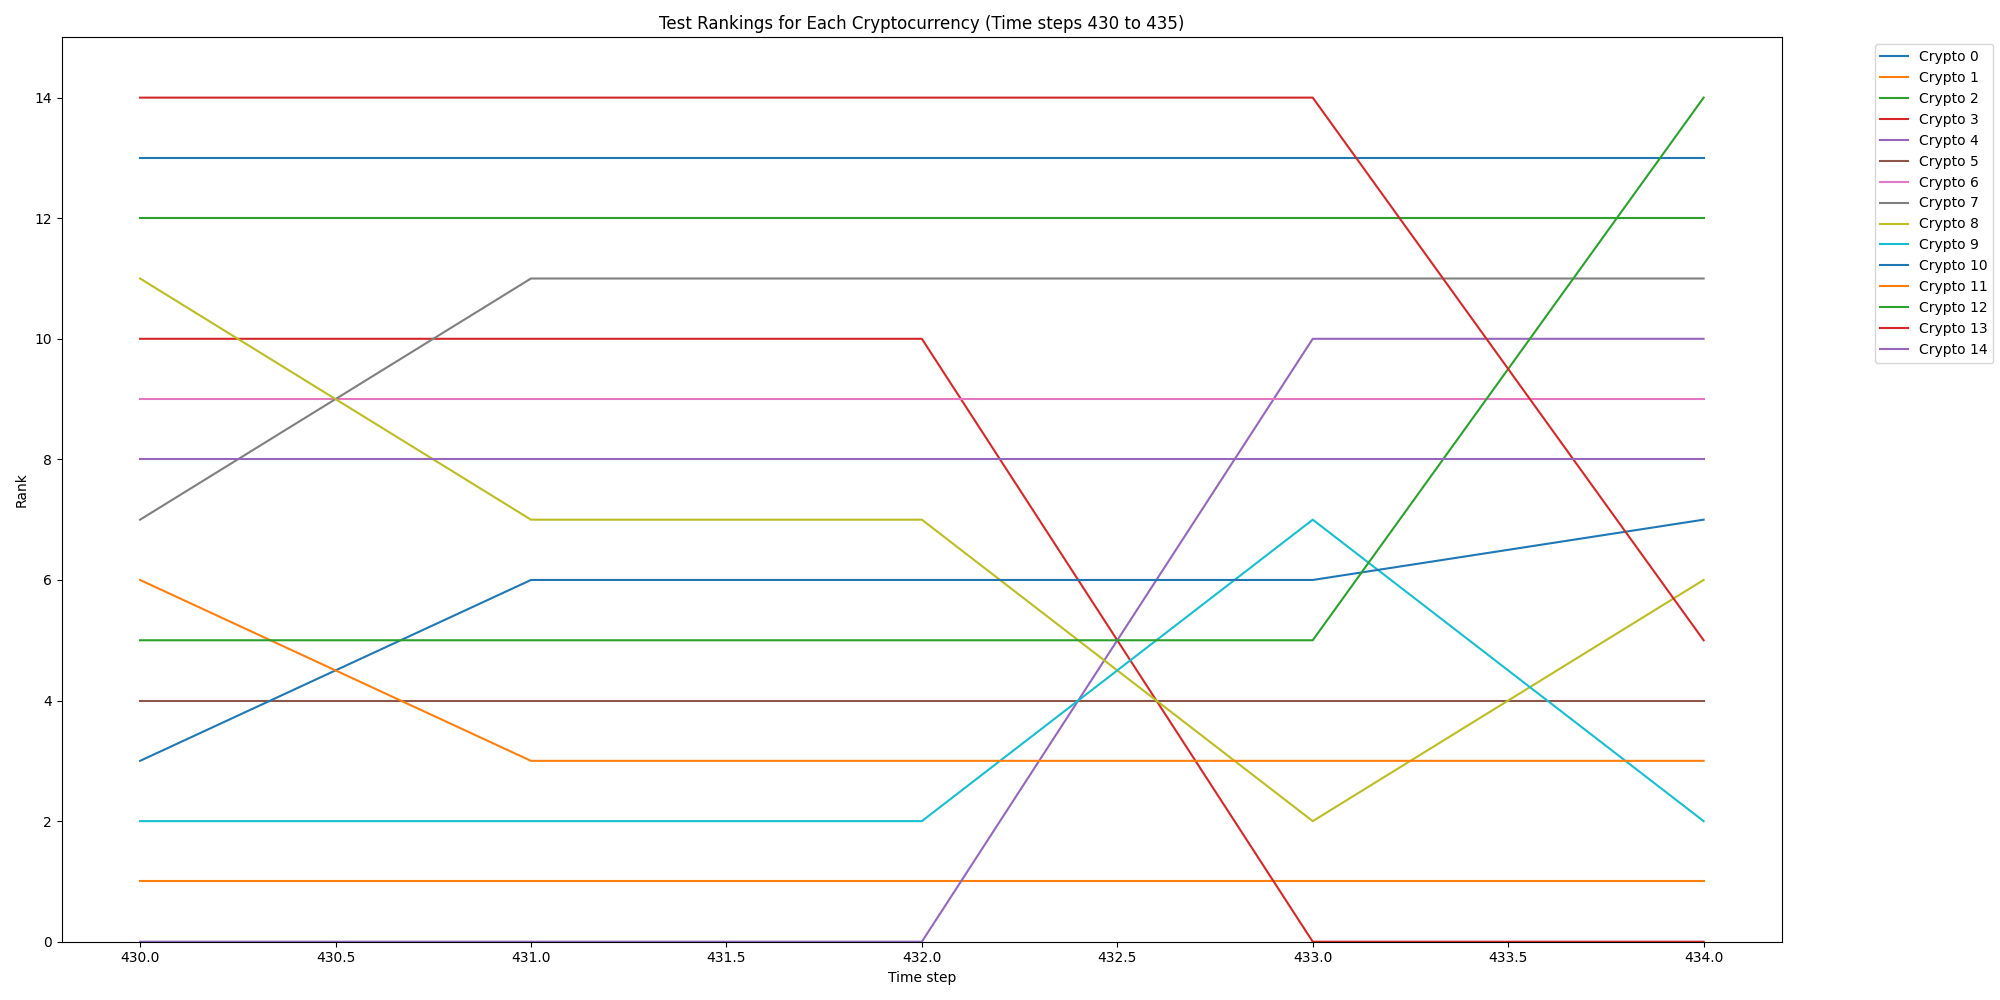 Test Rankings for Each Cryptocurrency (Time steps 430 to 435)
Crypto 0
Crypto 1
Crypto 2
Crypto 3
Crypto 4
Crypto 5
Crypto 6
Crypto 7
Crypto 8
Crypto 9
Crypto 10
Crypto 11
Crypto 12
Crypto 13
Crypto 14
Rank
14
12
10
8
6
4
2
0
430.0 430.5 431.0 431.5 432.0 432.5 433.0 433.5 434.0
Time step